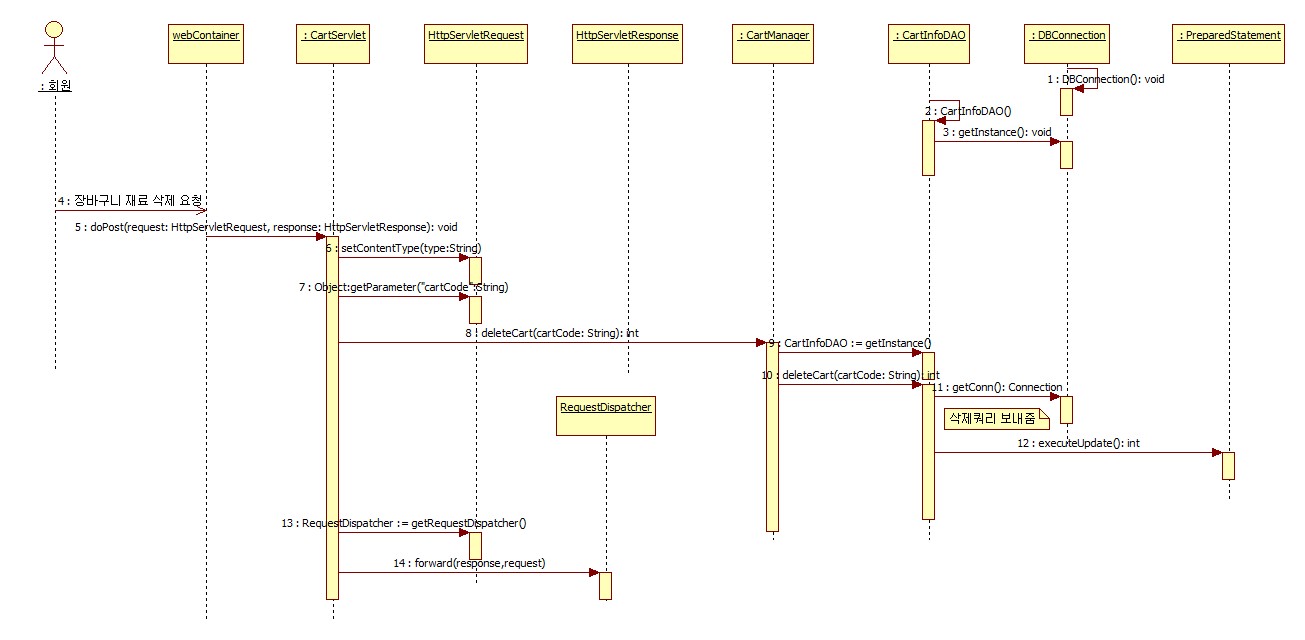 webContainer
: CartServlet
HttpServletRequest
HttpServletResponse
: CartManager
: CartInfoDAO
: DBConnection
: PreparedStatement
: 회원
1 : DBConnection(): void
2 : CartInfoDAO()
3 : getInstance(): void
4 : 장바구니 재료 삭제 요청
5 : doPost(request: HttpServletRequest, response: HttpServletResponse): void
6 : setContentType(type:String)
7 : Object:getParameter("cartCode":String)
8 : deleteCart(cartCode: String): int
9 : CartInfoDAO := getInstance()
10 : deleteCart(cartCode: String): int
11 : getConn(): Connection
RequestDispatcher
삭제쿼리 보내줌
12 : executeUpdate(): int
13 : RequestDispatcher := getRequestDispatcher()
14 : forward(response,request)